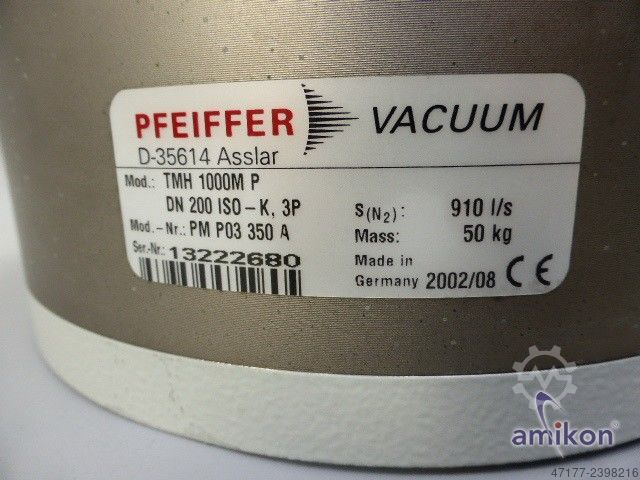 PFEIFFER VACUUM
D-35614 Asslar
Mod.: TMH 1000M P
DN 200 ISO-K, 3P
Mod.-Nr.: PM P03 350 A
Ser.-Nr.: 13222680
S(N2): 910 l/s
Mass: 50 kg
Made in
Germany 2002/08 CE
amikon
47177-2398216